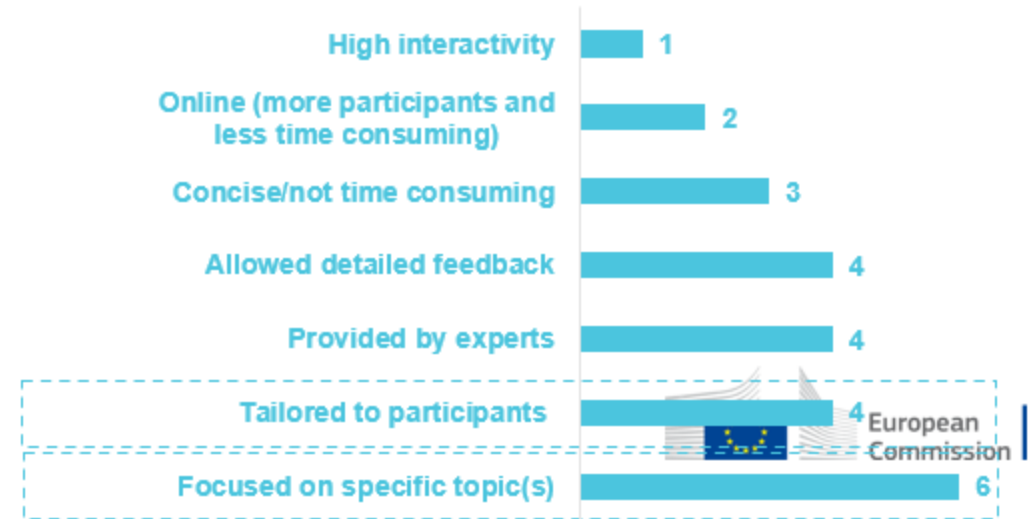 High interactivity
1
Online (more participants and
less time consuming)
2
Concise/not time consuming
3
Allowed detailed feedback
4
Provided by experts
4
Tailored to participants
4
European
Commission
Focused on specific topic(s)
6